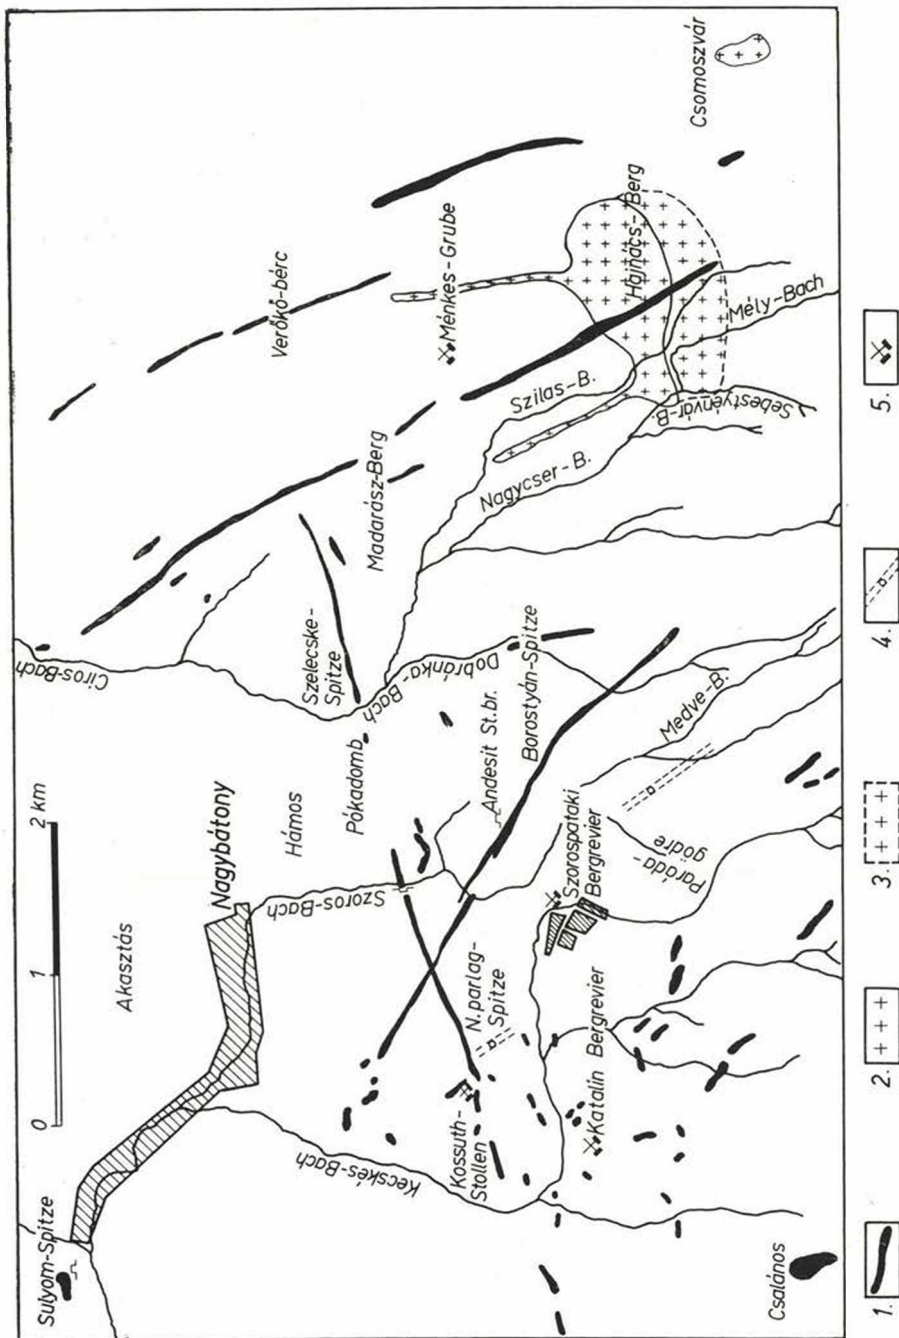 Sulyom-Spitze
Akasztás
Nagybátony
Hámos
Pókadomb
Szelecske-
Spitze
Ciros-Bach
Verőkő-bérc
Madarász-Berg
Ménkes-Grube
Csomoszvár
Hajnács-Berg
Mély-Bach
Sebestyénvár-B.
Szilas-B.
Nagycser-B.
Dobránka-
Bach
Borostyán-Spitze
Andesit St.br.
Medve-B.
Szoros-Bach
Kecskés-Bach
Kossuth-
Stollen
N.parlag-
Spitze
Szorospataki
Bergrevier
Parada-
gödre
Katalin Bergrevier
Csalános
0 1 2 km
1. 2. 3. 4. 5.